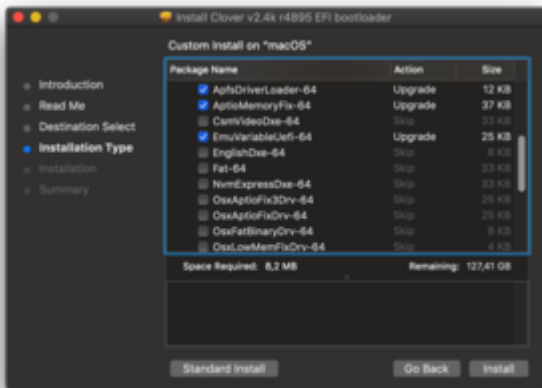 Install Clover v2.4k r4895 EFI bootloader
Custom Install on "macOS"
Introduction
Read Me
Destination Select
Installation Type
Installation
Summary
Package Name Action Size
ApfsDriverLoader-64 Upgrade 12 KB
AptioMemoryFix-64 Upgrade 37 KB
CsmVideoDxe-64 Skip 33 KB
EmuVariableUefi-64 Upgrade 25 KB
EnglishDxe-64 Skip 8 KB
Fat-64 Skip 33 KB
NvmExpressDxe-64 Skip 33 KB
OsxAptioFix3Drv-64 Skip 25 KB
OsxAptioFixDrv-64 Skip 25 KB
OsxFatBinaryDrv-64 Skip 8 KB
OsxLowMemFixDrv-64 Skip 4 KB
Space Required: 8,2 MB Remaining: 127,41 GB
Standard Install Go Back Install